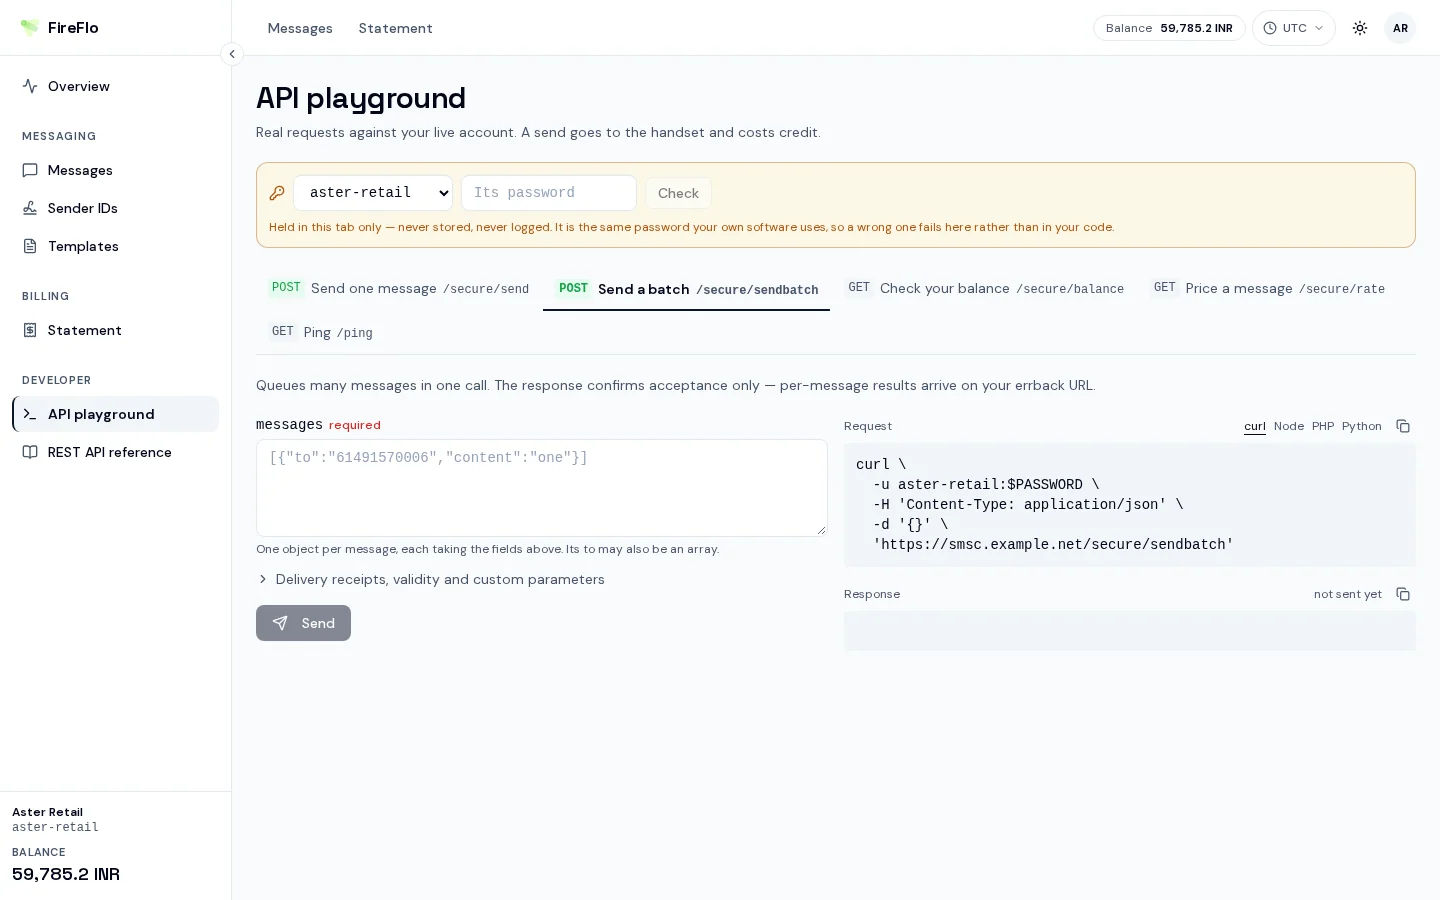 FireFlo
Messages
Statement
Balance 59,785.2 INR
UTC
AR
Overview
MESSAGING
Messages
Sender IDs
Templates
BILLING
Statement
DEVELOPER
API playground
REST API reference
Aster Retail
aster-retail
BALANCE
59,785.2 INR
API playground
Real requests against your live account. A send goes to the handset and costs credit.
aster-retail
Its password
Check
Held in this tab only — never stored, never logged. It is the same password your own software uses, so a wrong one fails here rather than in your code.
POST Send one message /secure/send
POST Send a batch /secure/sendbatch
GET Check your balance /secure/balance
GET Price a message /secure/rate
GET Ping /ping
Queues many messages in one call. The response confirms acceptance only — per-message results arrive on your errback URL.
messages required
[{"to":"61491570006","content":"one"}]
One object per message, each taking the fields above. Its to may also be an array.
Delivery receipts, validity and custom parameters
Send
Request
curl Node PHP Python
curl \
-u aster-retail:$PASSWORD \
-H 'Content-Type: application/json' \
-d '{}' \
'https://smsc.example.net/secure/sendbatch'
Response
not sent yet